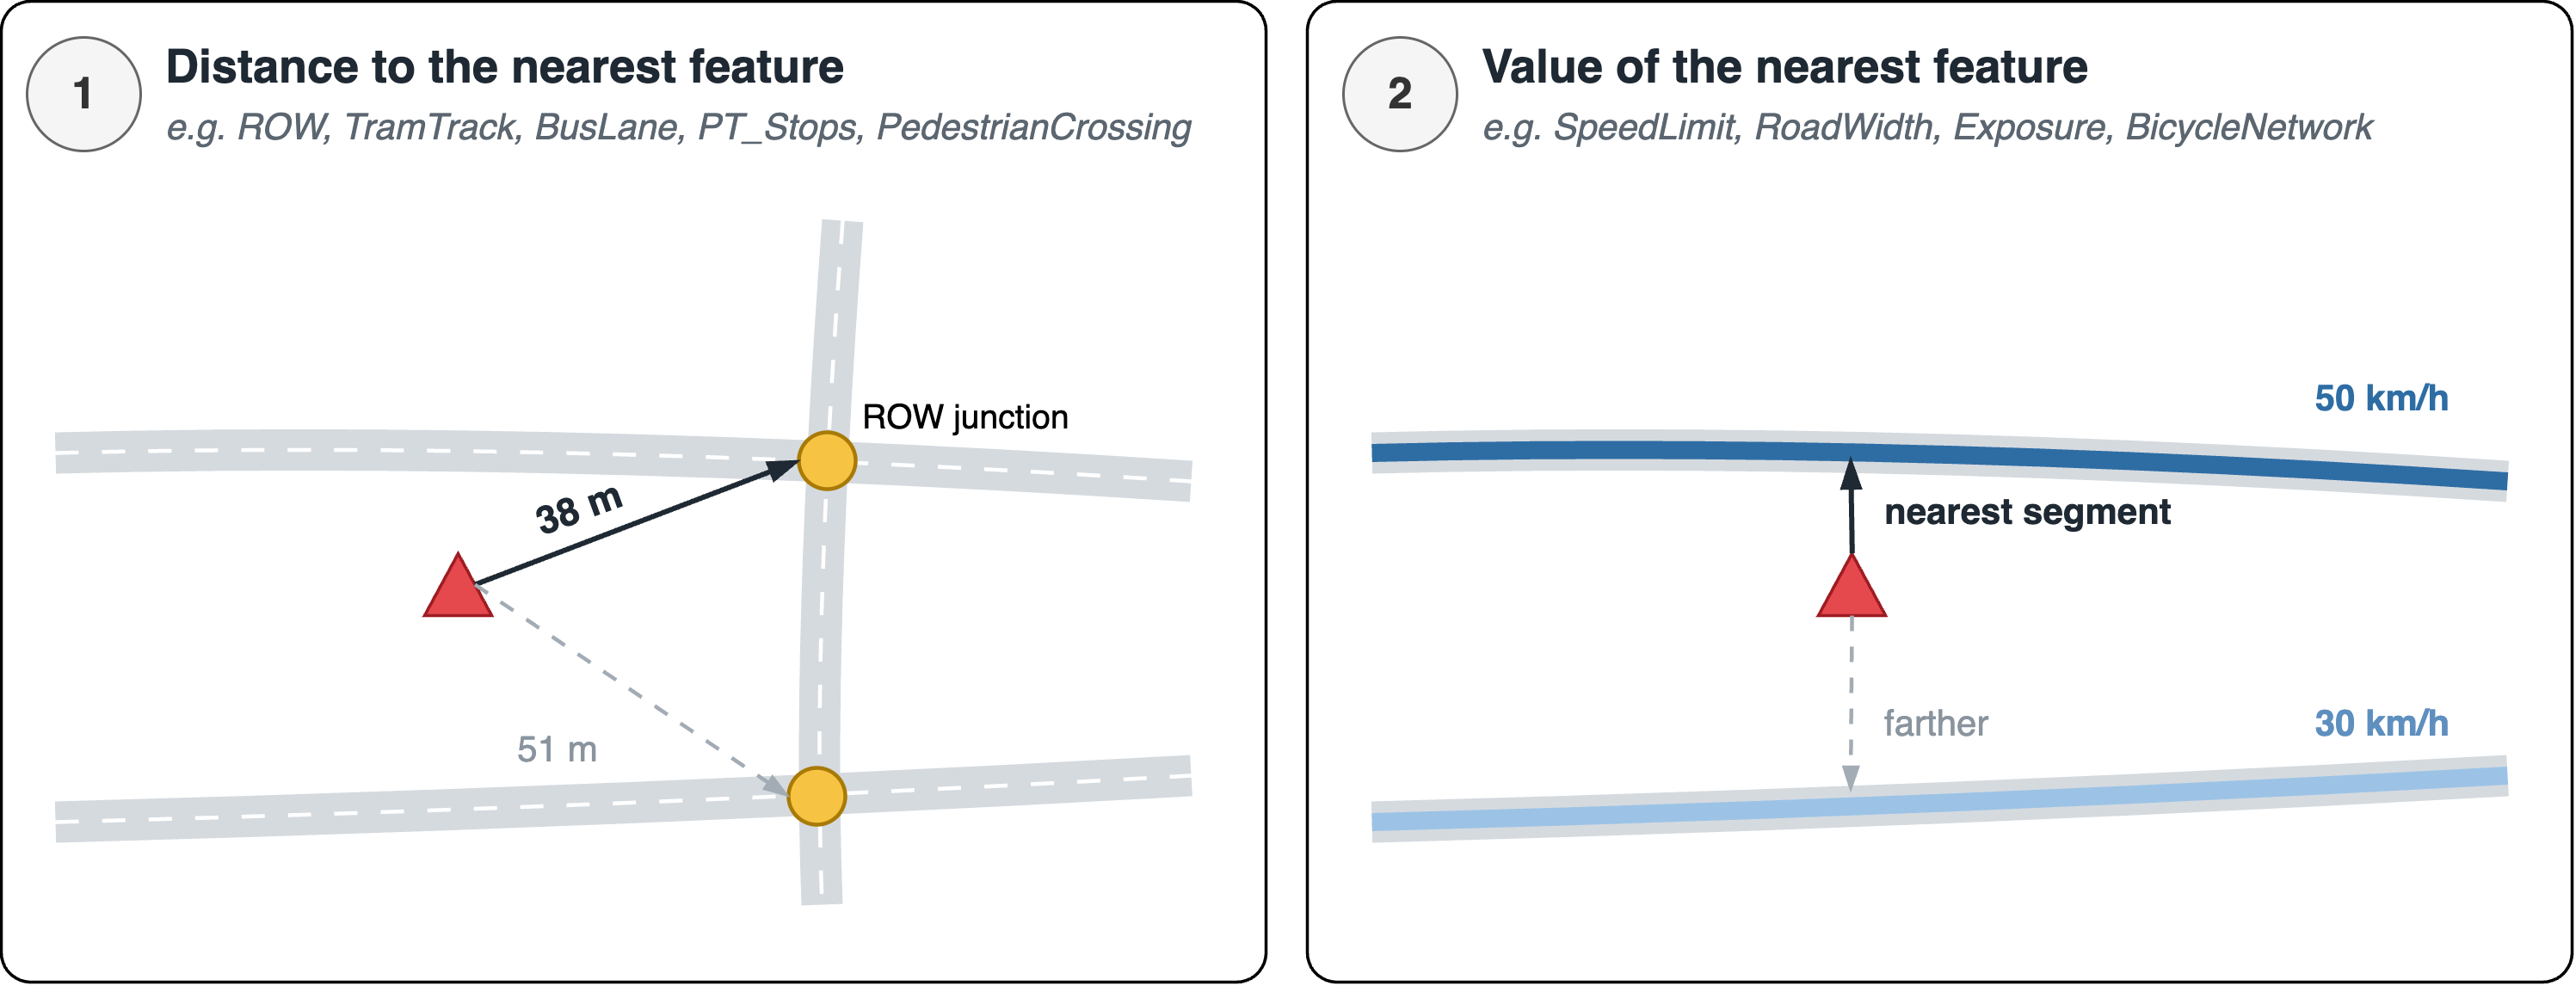 1
Distance to the nearest feature
e.g. ROW, TramTrack, BusLane, PT_Stops, PedestrianCrossing
ROW junction
38 m
51 m
2
Value of the nearest feature
e.g. SpeedLimit, RoadWidth, Exposure, BicycleNetwork
50 km/h
nearest segment
farther
30 km/h